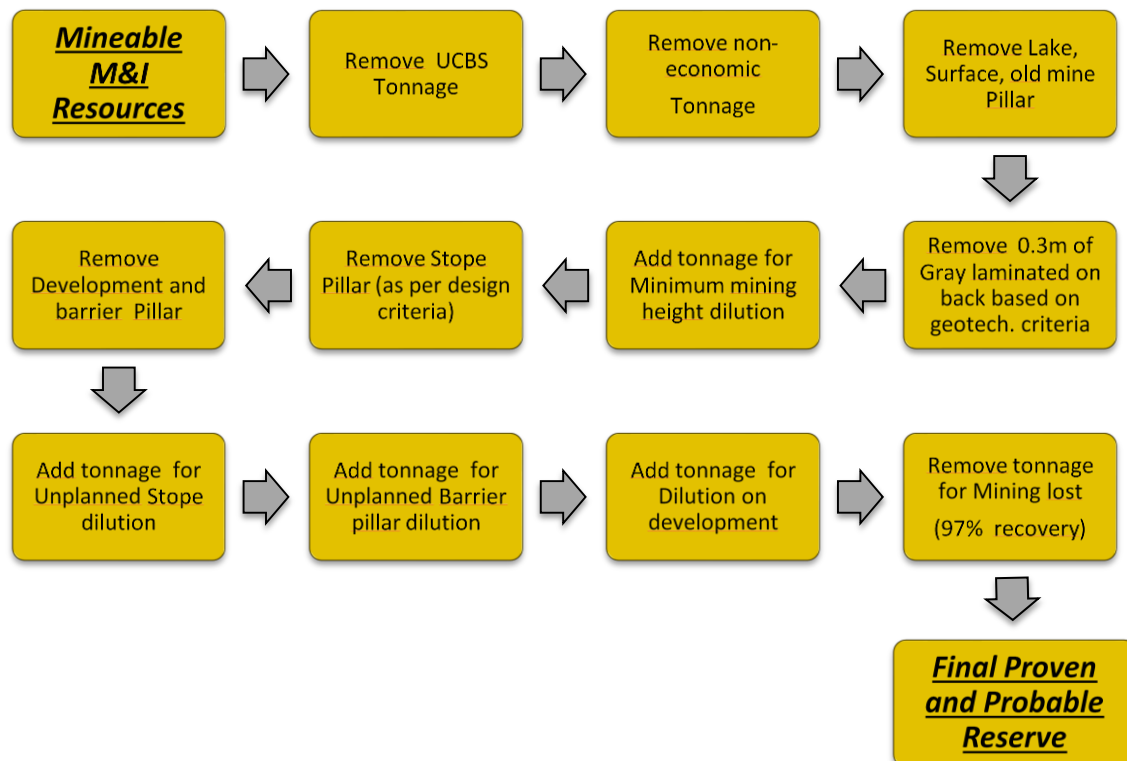 Mineable
M&I
Resources
Remove UCBS
Tonnage
Remove non-
economic
Tonnage
Remove Lake,
Surface, old mine
Pillar
Remove 0.3m of
Gray laminated on
back based on
geotech. criteria
Add tonnage for
Minimum mining
height dilution
Remove Stope
Pillar (as per design
criteria)
Remove
Development and
barrier Pillar
Add tonnage for
Unplanned Stope
dilution
Add tonnage for
Unplanned Barrier
pillar dilution
Add tonnage for
Dilution on
development
Remove tonnage
for Mining lost
(97% recovery)
Final Proven
and Probable
Reserve